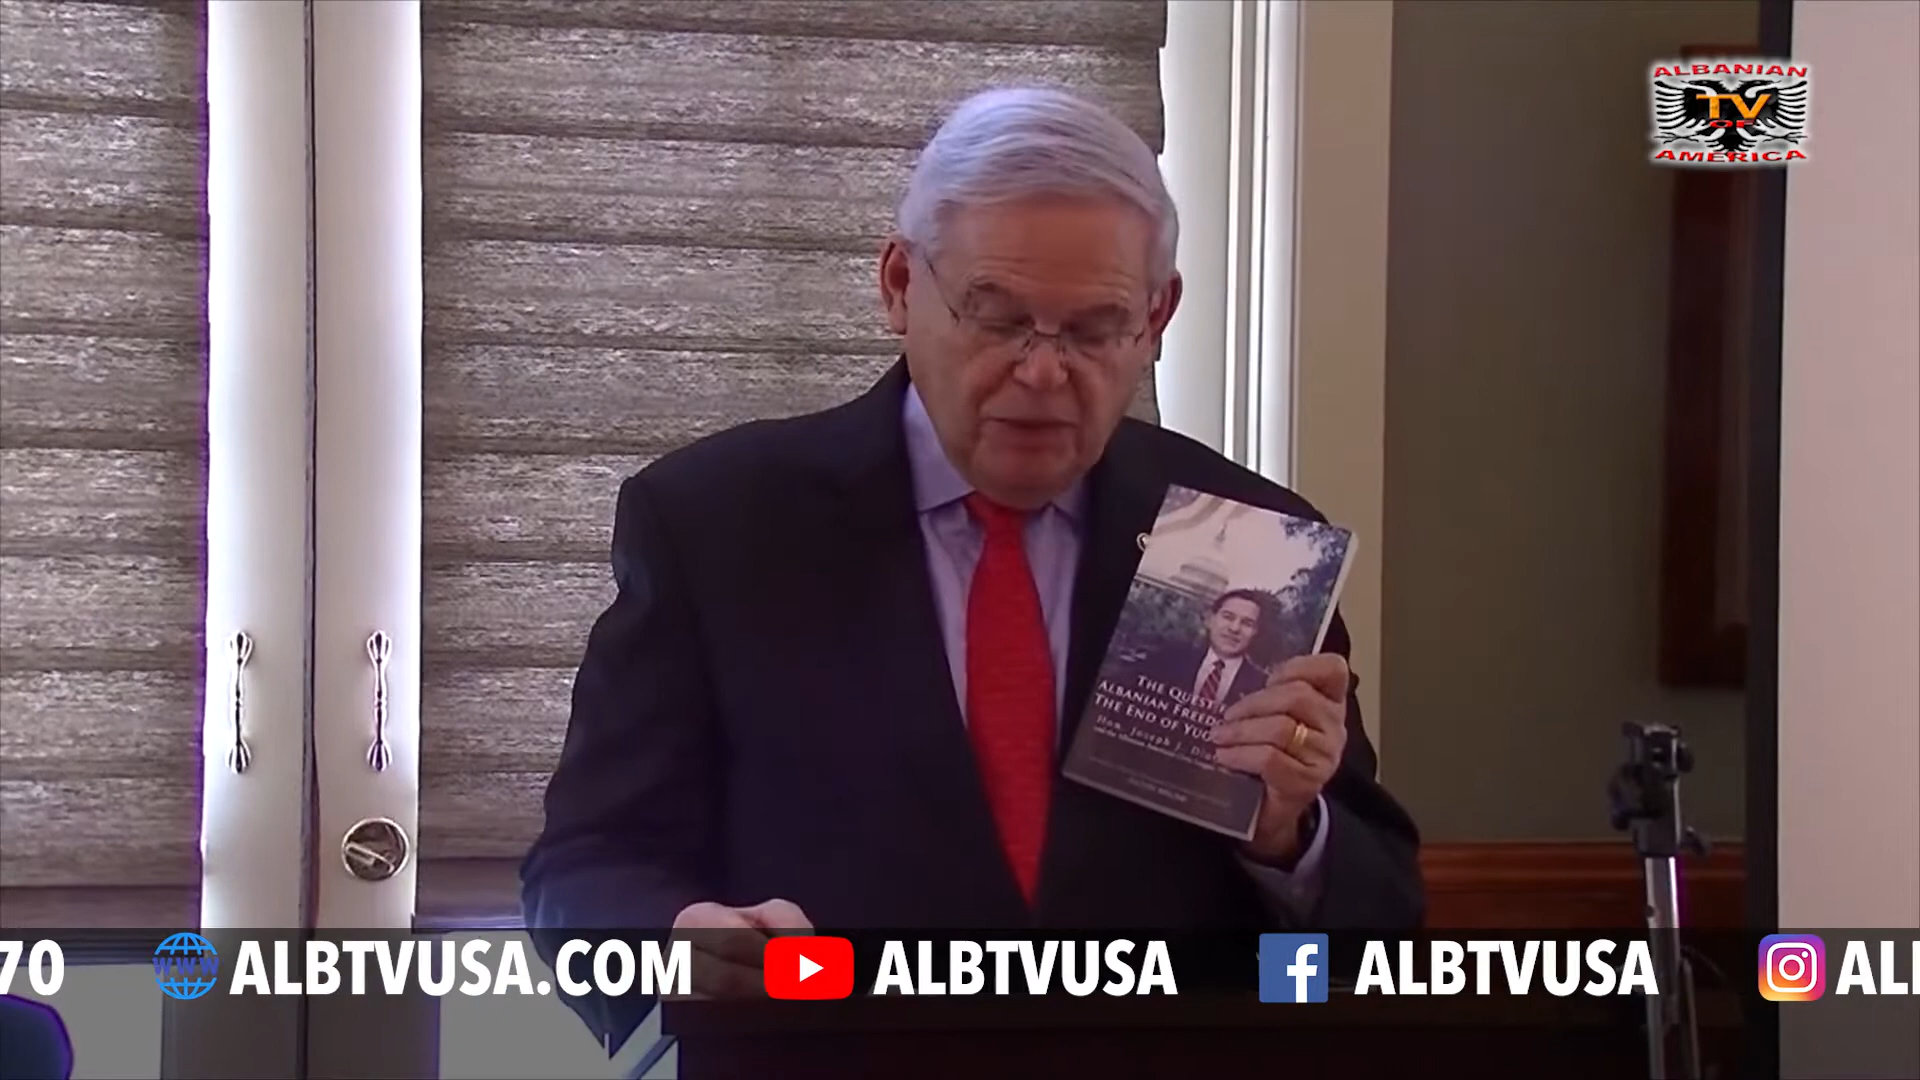 ALBANIAN
TV
OF
AMERICA
THE QUEST
ALBANIAN FREED
THE END OF YUG
Hon. Joseph J.
70 WWW ALBTVUSA.COM ALBTVUSA f ALBTVUSA AL